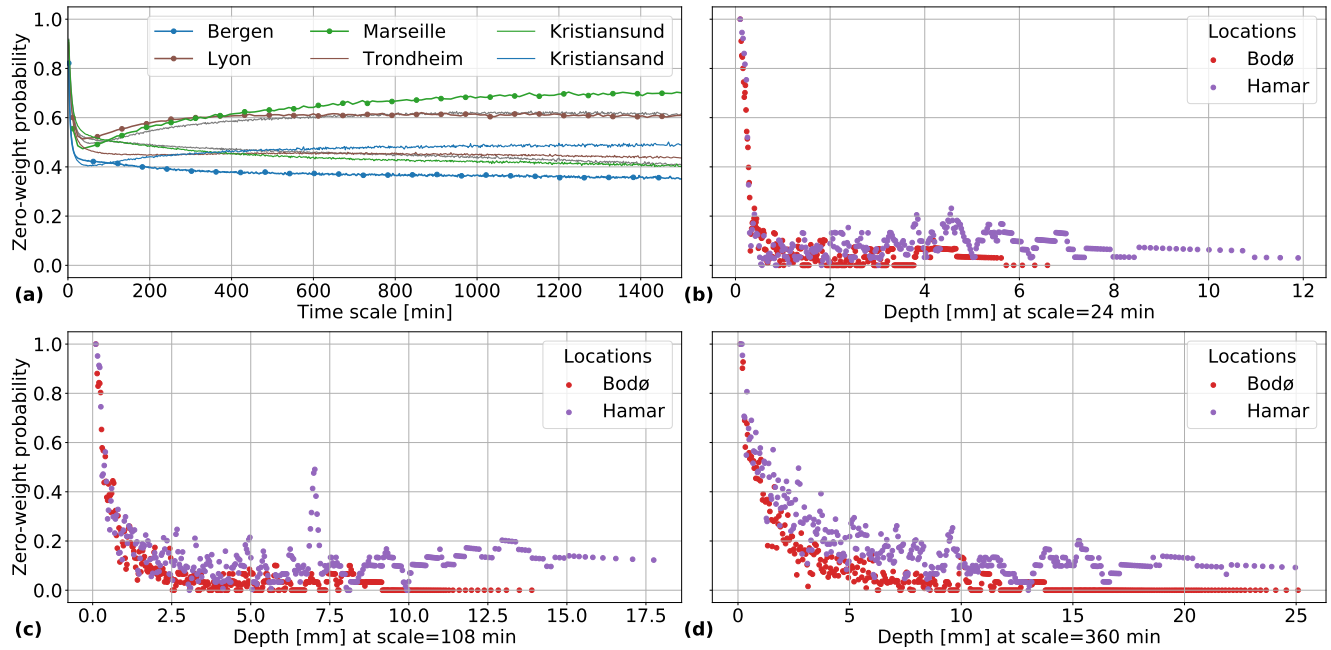 1.0
0.8
0.6
0.4
0.2
0.0
Zero-weight probability
Bergen
Lyon
Marseille
Trondheim
Kristiansund
Kristiansand
0 200 400 600 800 1000 1200 1400
Time scale [min]
(a)
Locations
Bodø
Hamar
0 2 4 6 8 10 12
Depth [mm] at scale=24 min
(b)
1.0
0.8
0.6
0.4
0.2
0.0
Zero-weight probability
Locations
Bodø
Hamar
0.0 2.5 5.0 7.5 10.0 12.5 15.0 17.5
Depth [mm] at scale=108 min
(c)
Locations
Bodø
Hamar
0 5 10 15 20 25
Depth [mm] at scale=360 min
(d)